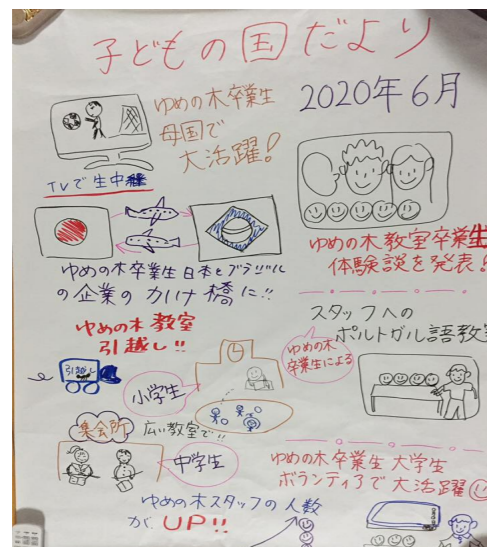 子どもの国だより
2020年6月
ゆめの木卒業生
母国で
大活躍!
TVで生中継
ゆめの木卒業生 日本とブラジル
の企業のかけ橋に!!
ゆめの木教室卒業生
体験談を発表!
ゆめの木教室
引越し!!
引越し
小学生
集会所 広い教室で!!
中学生
スタッフへの
ポルトガル語教室
ゆめの木
卒業生による
ゆめの木卒業生 大学生
ボランティアで大活躍
ゆめの木スタッフの人数
が、UP!!